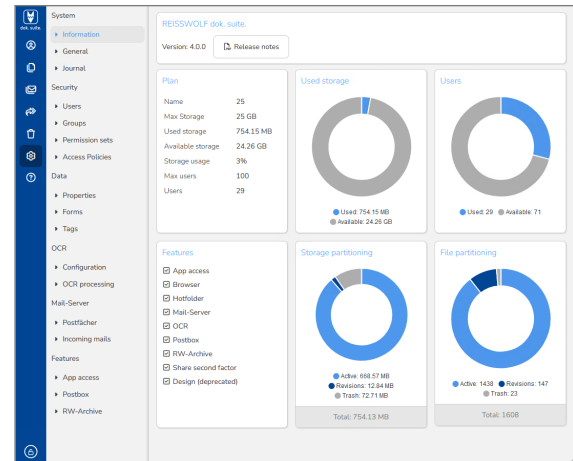 dok. suite.
System
Information
General
Journal
Security
Users
Groups
Permission sets
Access Policies
Data
Properties
Forms
Tags
OCR
Configuration
OCR processing
Mail-Server
Postfächer
Incoming mails
Features
App access
Postbox
RW-Archive
REISSWOLF dok. suite.
Version: 4.0.0 Release notes
Plan
Name 25
Max Storage 25 GB
Used storage 754.15 MB
Available storage 24.26 GB
Storage usage 3%
Max users 100
Users 29
Used storage
Used: 754.15 MB
Available: 24.26 GB
Users
Used: 29 Available: 71
Features
App access
Browser
Hotfolder
Mail-Server
OCR
Postbox
RW-Archive
Share second factor
Design (deprecated)
Storage partitioning
Active: 668.57 MB
Revisions: 12.84 MB
Trash: 72.71 MB
Total: 754.13 MB
File partitioning
Active: 1438 Revisions: 147
Trash: 23
Total: 1608